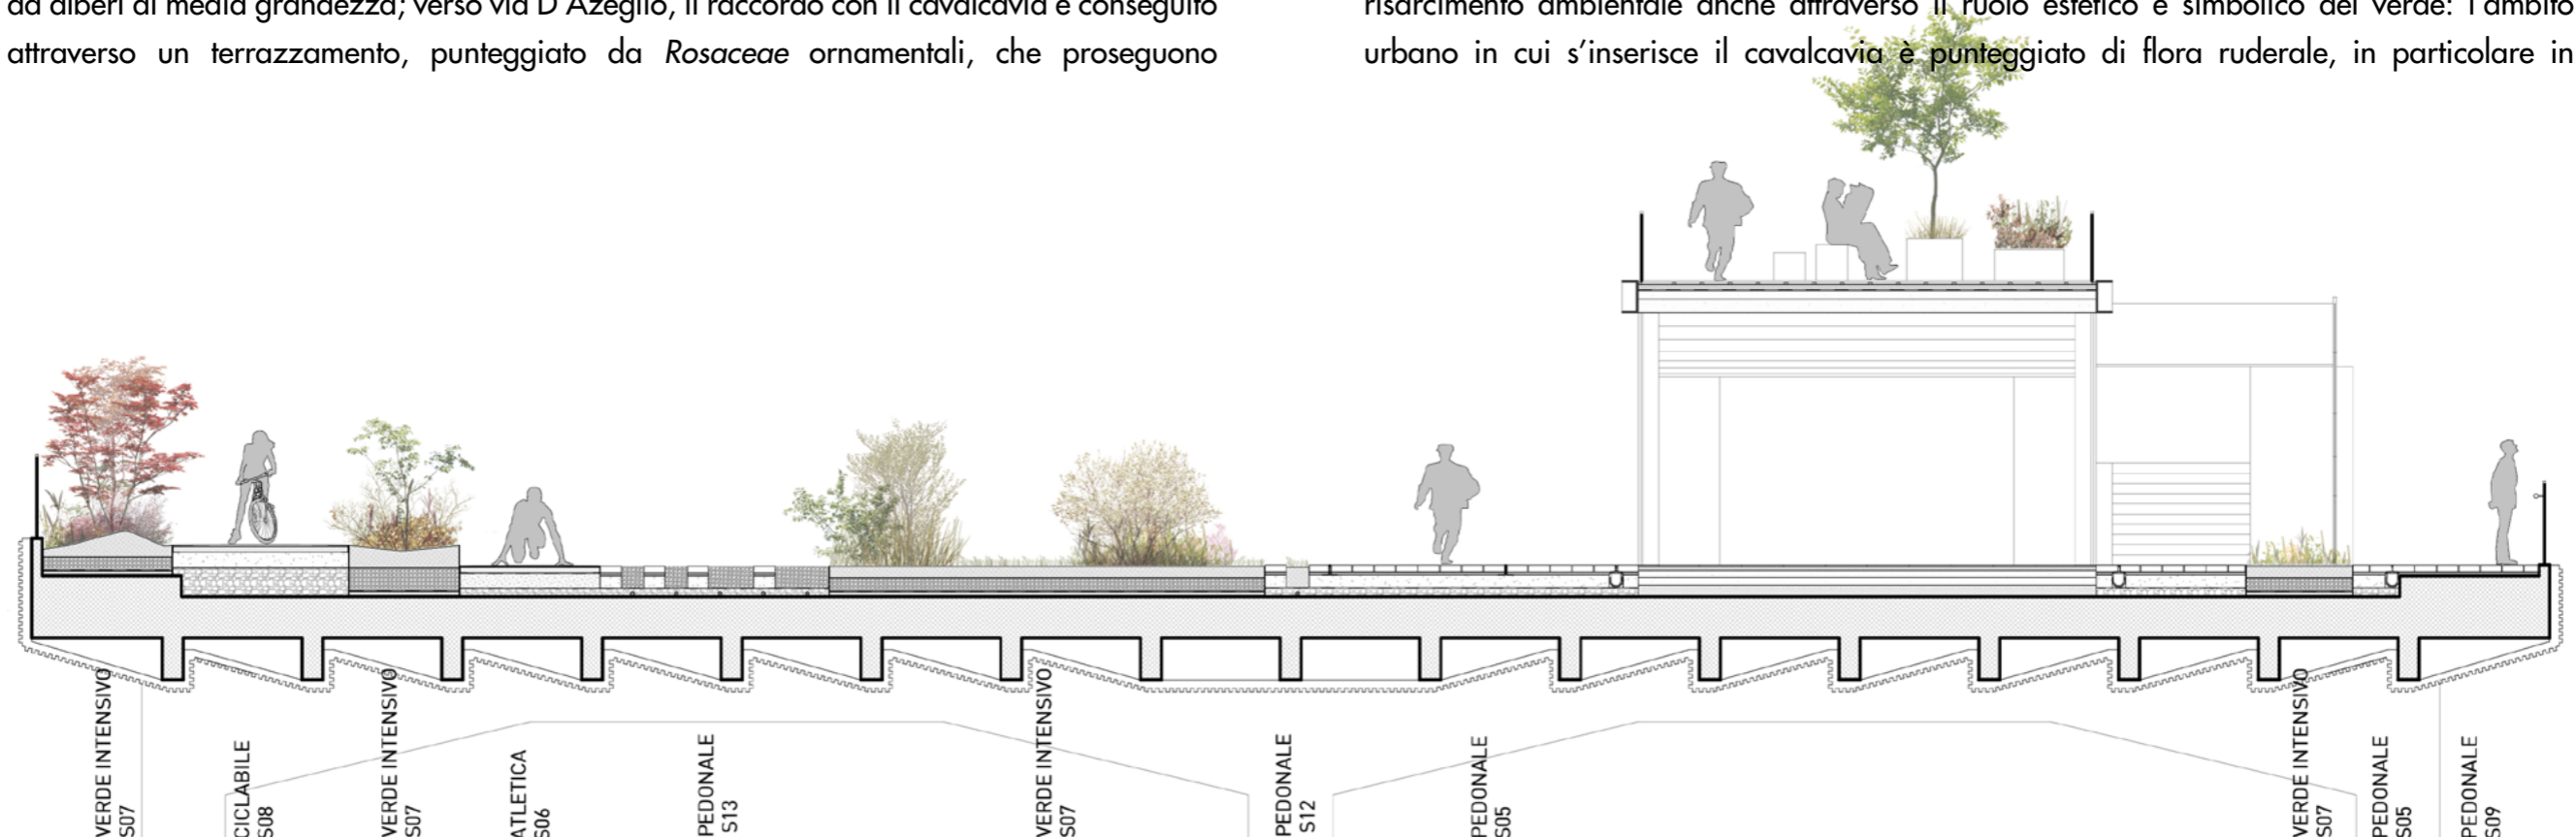 da alberi di media grandezza; verso via D'Azeglio, il raccordo con il cavalcavia è conseguito
attraverso un terrazzamento, punteggiato da Rosaceae ornamentali, che proseguono
risarcimento ambientale anche attraverso il ruolo estetico e simbolico del verde: l'ambito
urbano in cui s'inserisce il cavalcavia è punteggiato di flora ruderale, in particolare in
VERDE INTENSIVO
S07
CICLABILE
S08
VERDE INTENSIVO
S07
ATLETICA
S06
PEDONALE
S13
VERDE INTENSIVO
S07
PEDONALE
S12
PEDONALE
S05
VERDE INTENSIVO
S07
PEDONALE
S05
PEDONALE
S09